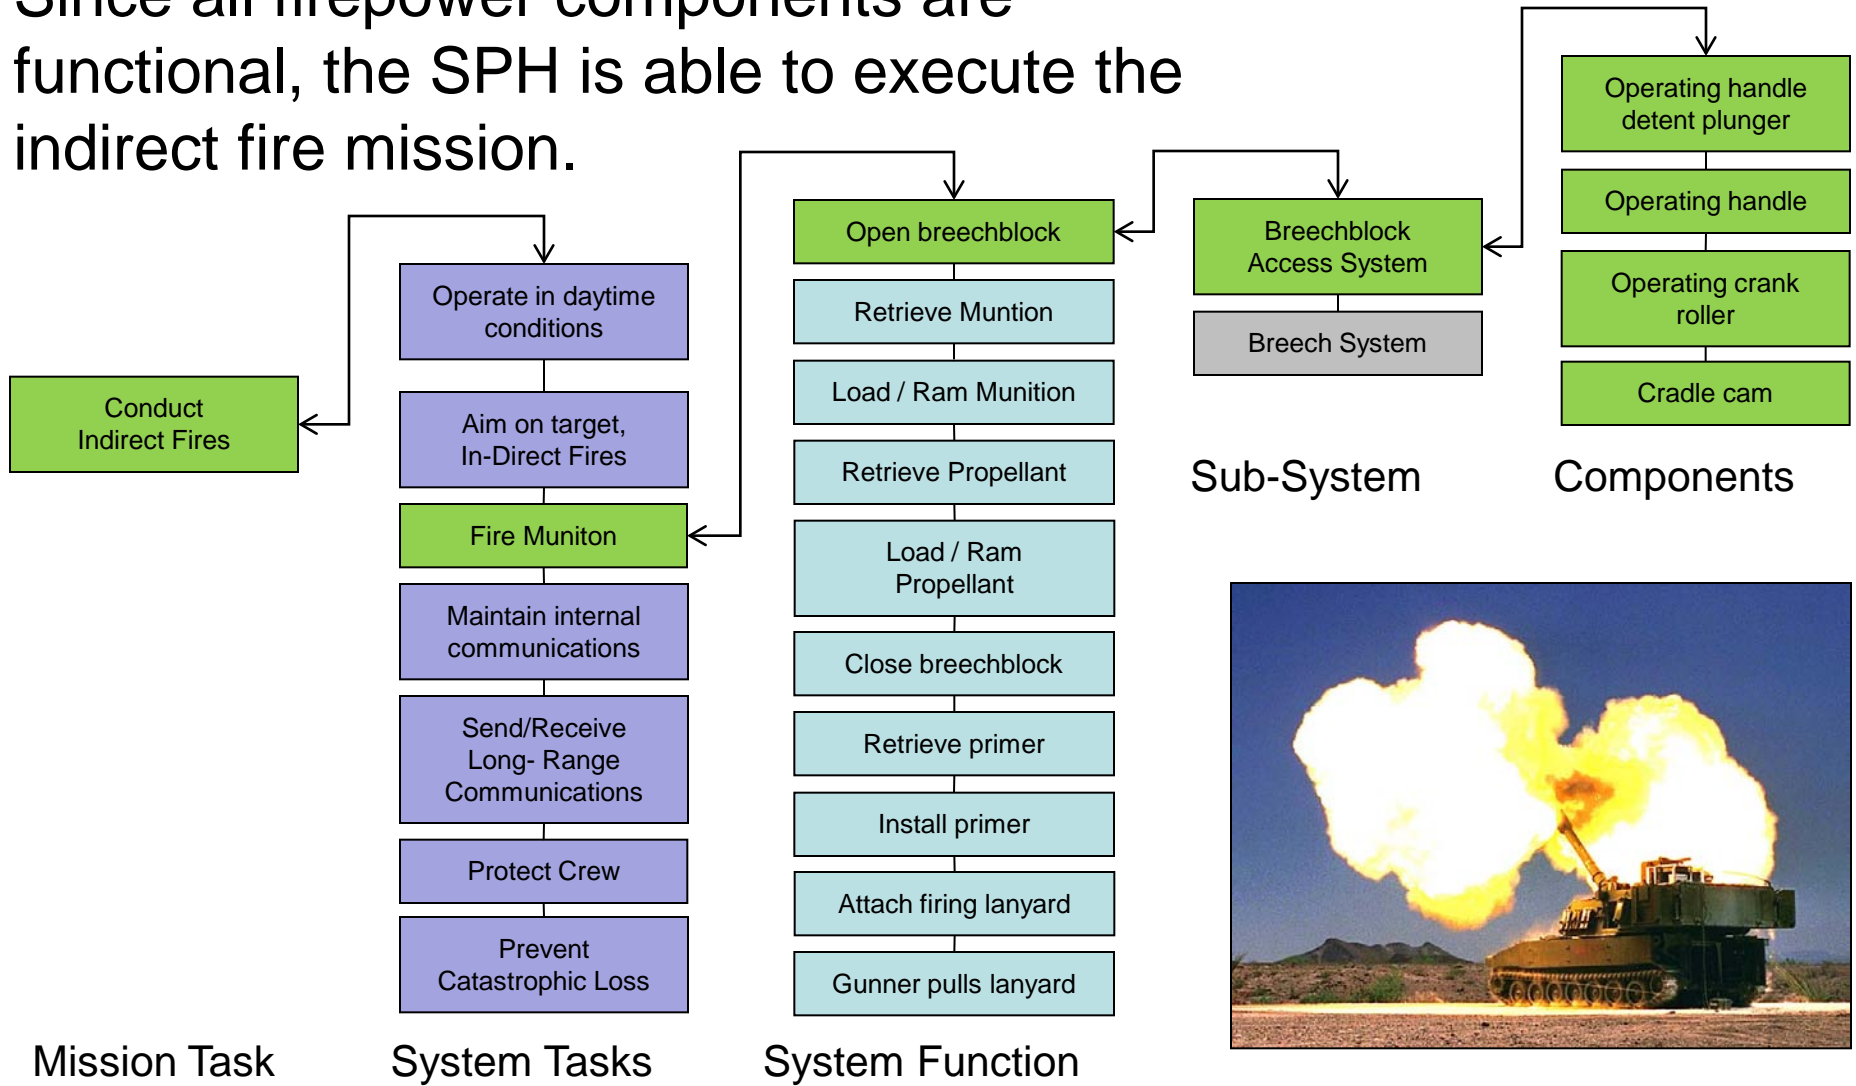 Since all firepower components are
functional, the SPH is able to execute the
indirect fire mission.
Conduct
Indirect Fires
Mission Task
Operate in daytime
conditions
Aim on target,
In-Direct Fires
Fire Muniton
Maintain internal
communications
Send/Receive
Long- Range
Communications
Protect Crew
Prevent
Catastrophic Loss
System Tasks
Open breechblock
Retrieve Muntion
Load / Ram Munition
Retrieve Propellant
Load / Ram
Propellant
Close breechblock
Retrieve primer
Install primer
Attach firing lanyard
Gunner pulls lanyard
System Function
Breechblock
Access System
Breech System
Sub-System
Operating handle
detent plunger
Operating handle
Operating crank
roller
Cradle cam
Components